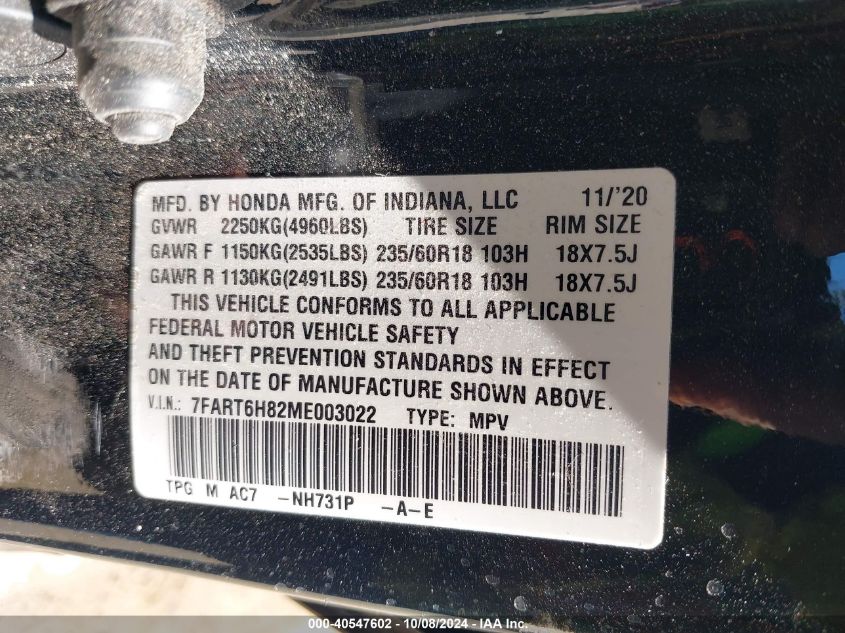 MFD. BY HONDA MFG. OF INDIANA, LLC 11/'20
GVWR 2250KG(4960LBS) TIRE SIZE RIM SIZE
GAWR F 1150KG(2535LBS) 235/60R18 103H 18X7.5J
GAWR R 1130KG(2491LBS) 235/60R18 103H 18X7.5J
THIS VEHICLE CONFORMS TO ALL APPLICABLE
FEDERAL MOTOR VEHICLE SAFETY
AND THEFT PREVENTION STANDARDS IN EFFECT
ON THE DATE OF MANUFACTURE SHOWN ABOVE.
V.I.N.: 7FART6H82ME003022 TYPE: MPV
TPG M AC7 -NH731P -A-E
000-40547602 - 10/08/2024 - IAA Inc.